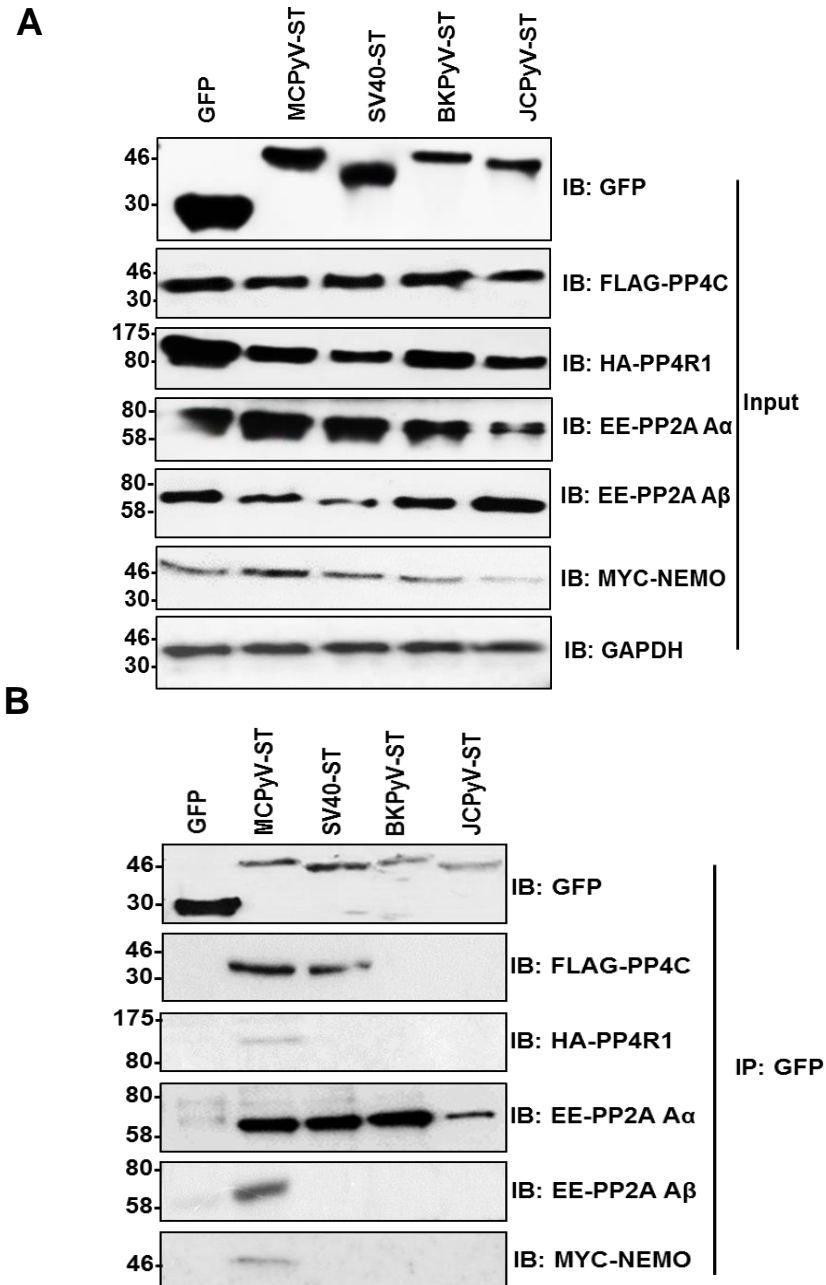 A
GFP
MCPyV-ST
SV40-ST
BKPyV-ST
JCPyV-ST
46-
30-
IB: GFP
46-
30-
IB: FLAG-PP4C
175-
80-
IB: HA-PP4R1
80-
58-
IB: EE-PP2A Aα
80-
58-
IB: EE-PP2A Aβ
46-
30-
IB: MYC-NEMO
46-
30-
IB: GAPDH
Input
B
GFP
MCPyV-ST
SV40-ST
BKPyV-ST
JCPyV-ST
46-
30-
IB: GFP
46-
30-
IB: FLAG-PP4C
175-
80-
IB: HA-PP4R1
80-
58-
IB: EE-PP2A Aα
80-
58-
IB: EE-PP2A Aβ
46-
IB: MYC-NEMO
IP: GFP